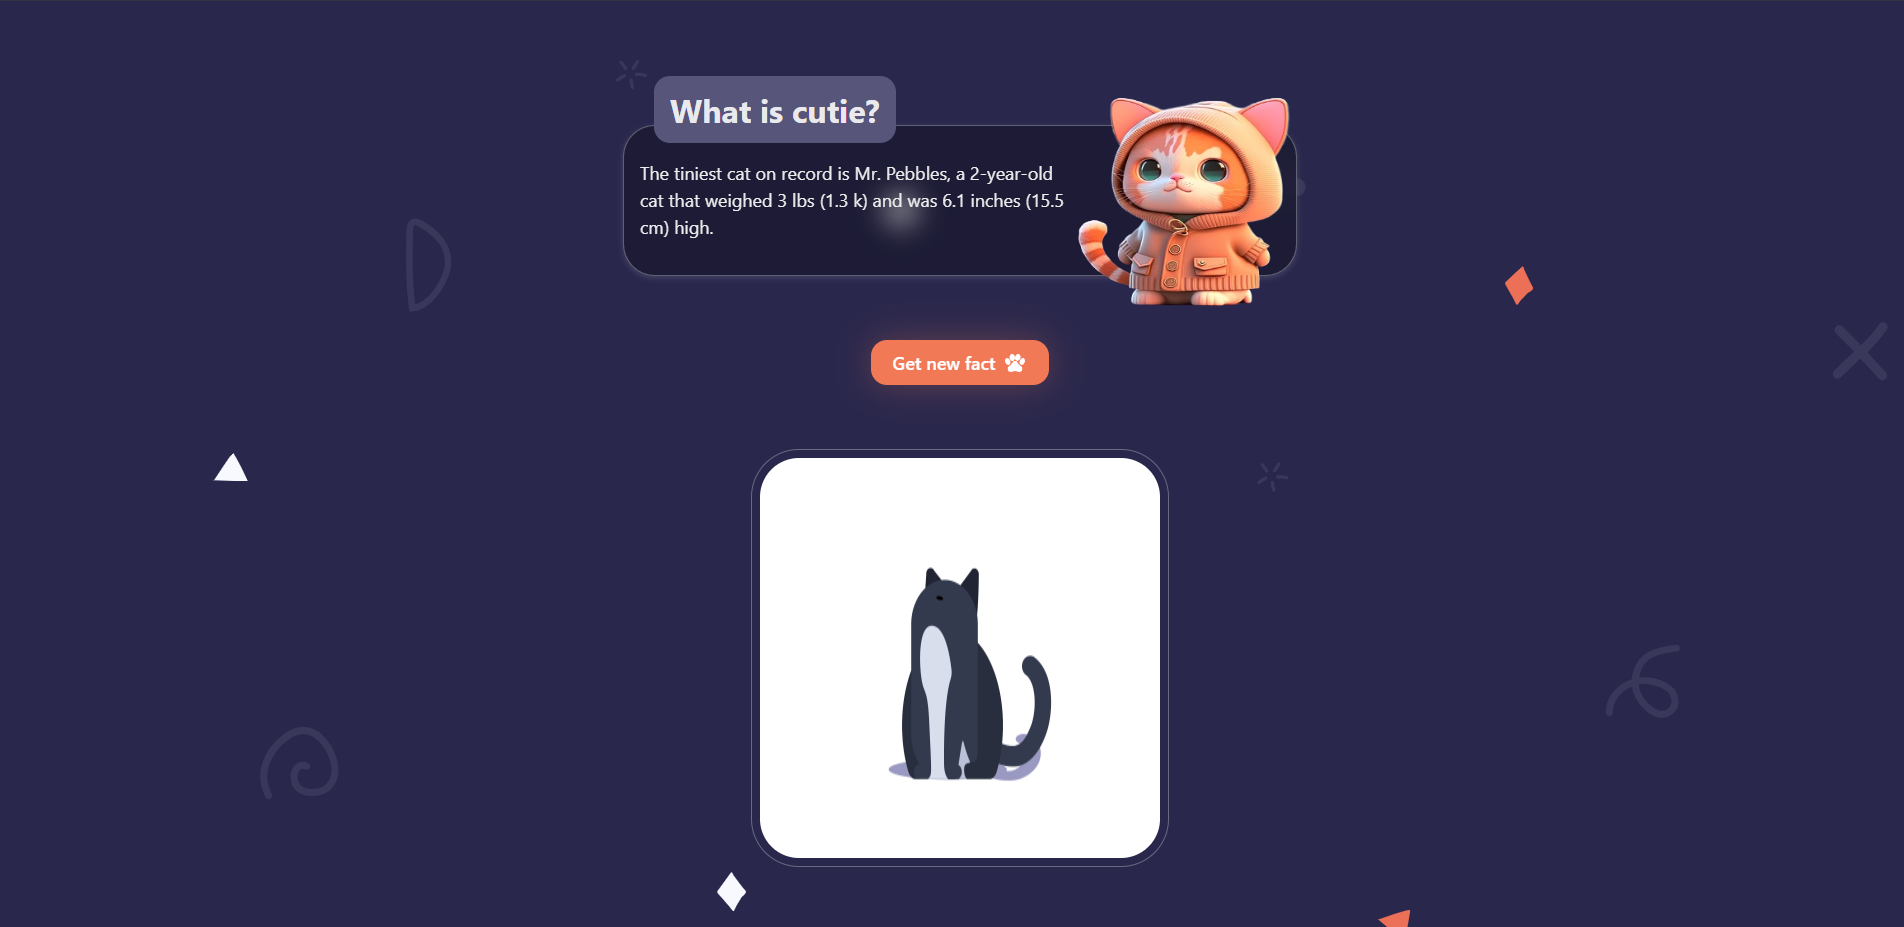 What is cutie?
The tiniest cat on record is Mr. Pebbles, a 2-year-old
cat that weighed 3 lbs (1.3 k) and was 6.1 inches (15.5
cm) high.
Get new fact